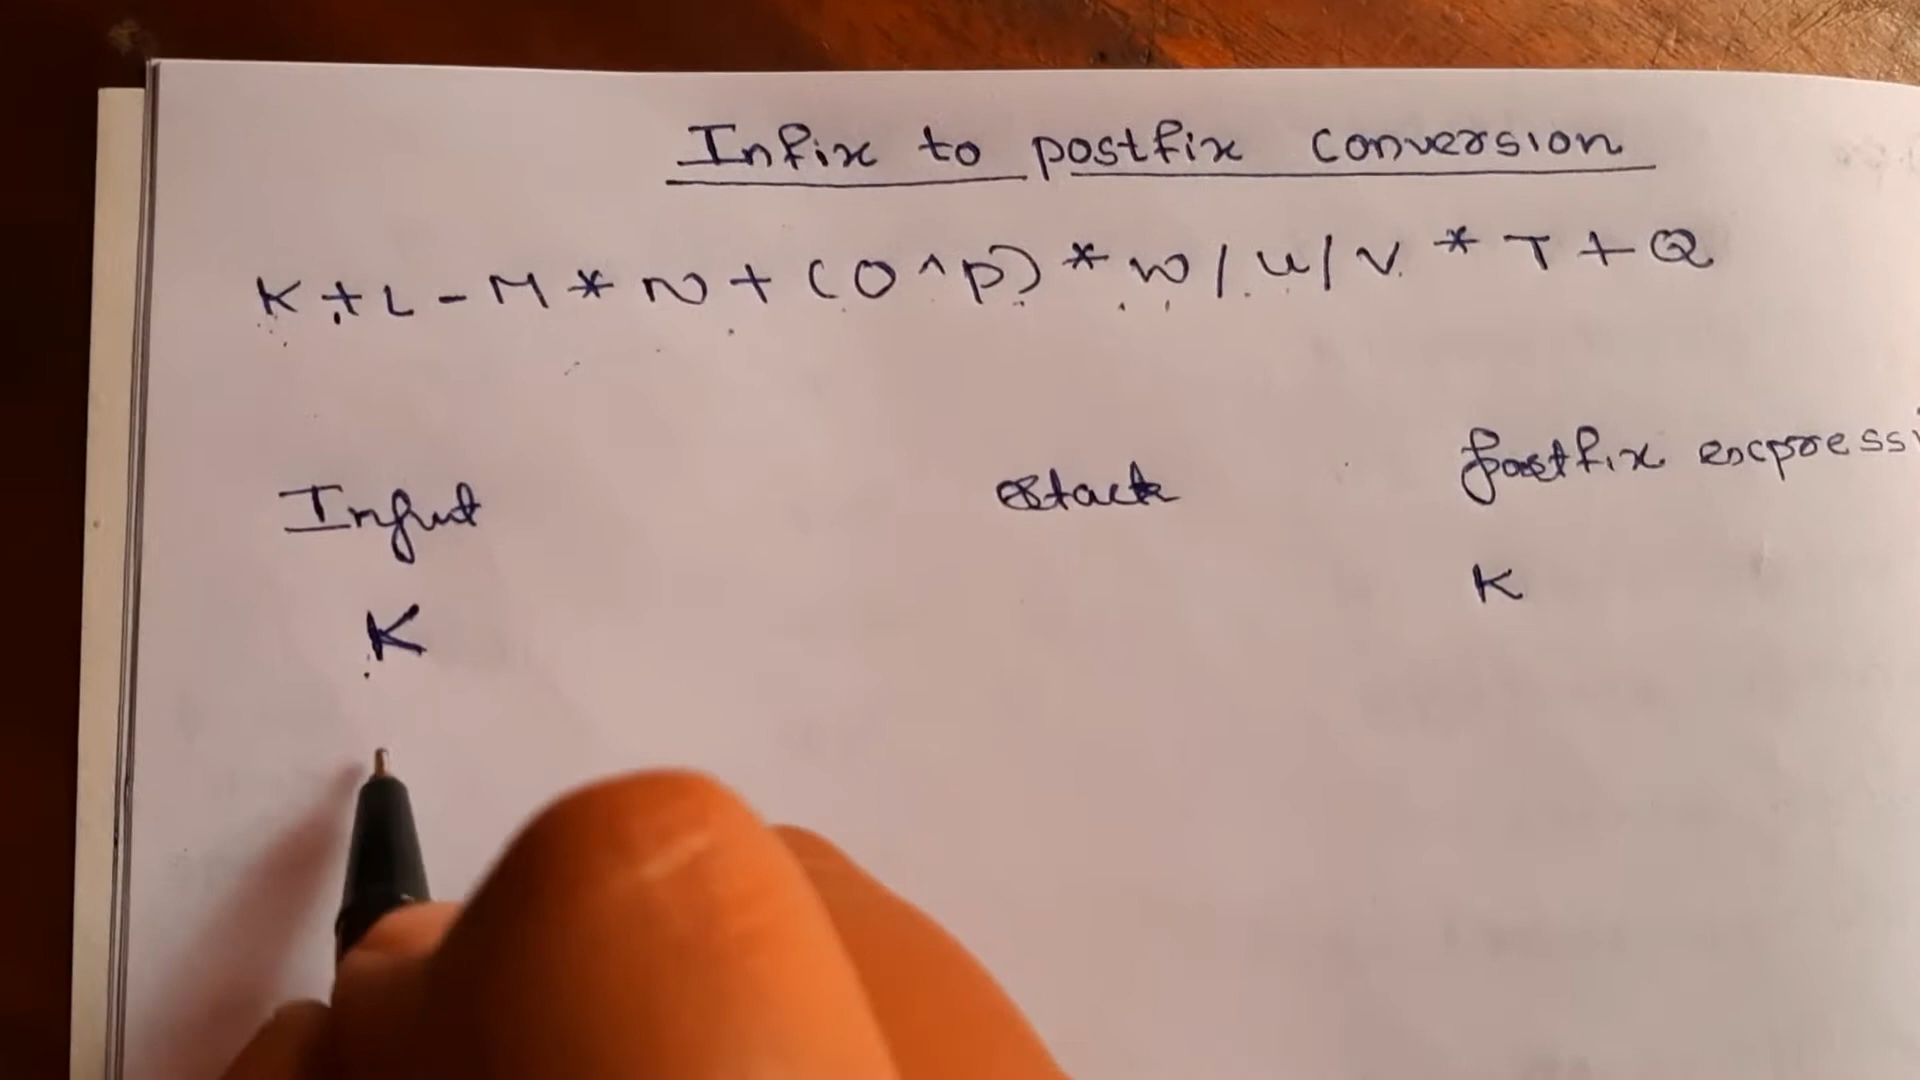 Infix to postfix conversion
K + L - M * N + (O ^ P) * W / U / V * T + Q
Input Stack Postfix expressi
K K